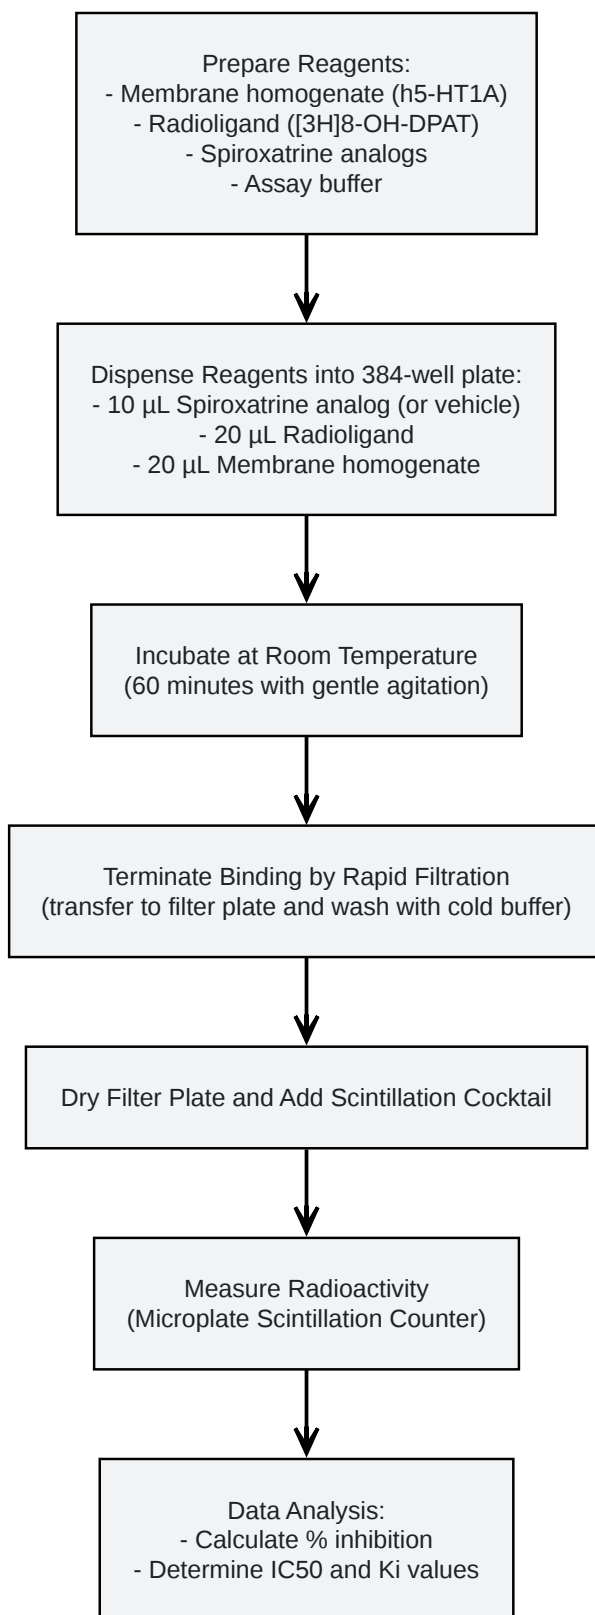 Prepare Reagents:
- Membrane homogenate (h5-HT1A)
- Radioligand ([3H]8-OH-DPAT)
- Spiroxatrine analogs
- Assay buffer
Dispense Reagents into 384-well plate:
- 10 µL Spiroxatrine analog (or vehicle)
- 20 µL Radioligand
- 20 µL Membrane homogenate
Incubate at Room Temperature
(60 minutes with gentle agitation)
Terminate Binding by Rapid Filtration
(transfer to filter plate and wash with cold buffer)
Dry Filter Plate and Add Scintillation Cocktail
Measure Radioactivity
(Microplate Scintillation Counter)
Data Analysis:
- Calculate % inhibition
- Determine IC50 and Ki values